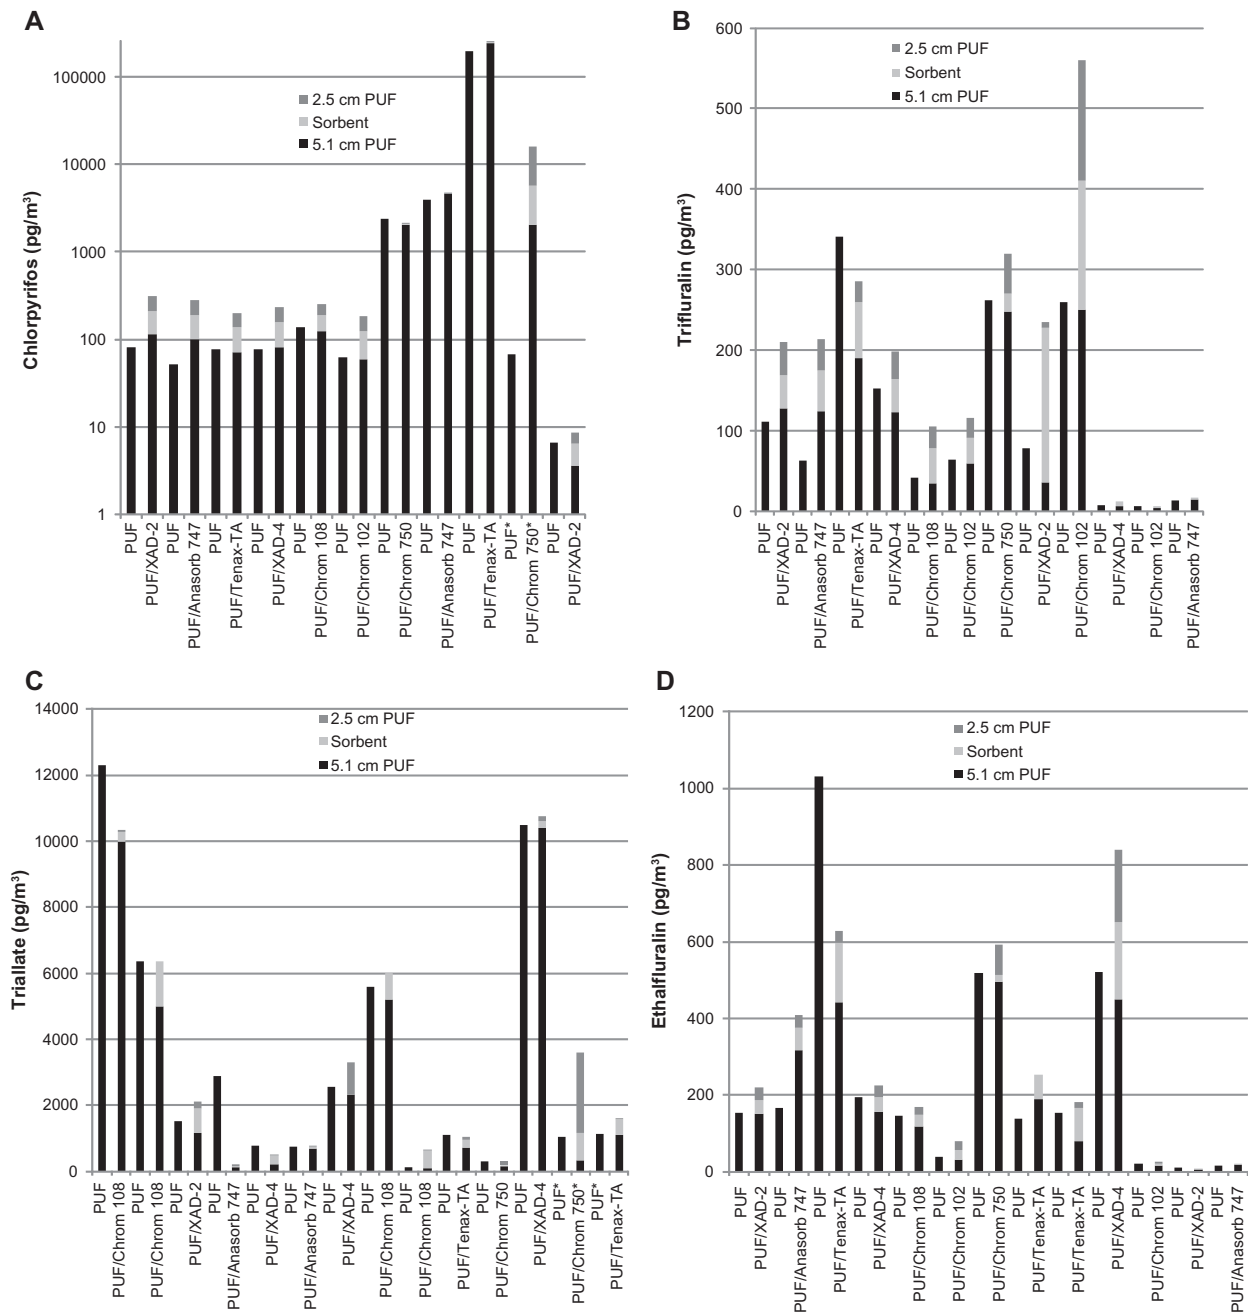 A
100000
10000
1000
100
10
1
Chlorpyrifos (pg/m³)
2.5 cm PUF
Sorbent
5.1 cm PUF
PUF
PUF/XAD-2
PUF
PUF/Anasorb 747
PUF
PUF/Tenax-TA
PUF
PUF/XAD-4
PUF
PUF/Chrom 108
PUF
PUF/Chrom 102
PUF
PUF/Chrom 750
PUF
PUF/Anasorb 747
PUF
PUF/Tenax-TA
PUF*
PUF/Chrom 750*
PUF
PUF/XAD-2
B
600
500
400
300
200
100
0
Trifluralin (pg/m³)
2.5 cm PUF
Sorbent
5.1 cm PUF
PUF
PUF/XAD-2
PUF
PUF/Anasorb 747
PUF
PUF/Tenax-TA
PUF
PUF/XAD-4
PUF
PUF/Chrom 108
PUF
PUF/Chrom 102
PUF
PUF/Chrom 750
PUF
PUF/XAD-2
PUF
PUF/Chrom 102
PUF
PUF/XAD-4
PUF
PUF/Chrom 102
PUF
PUF/Anasorb 747
C
14000
12000
10000
8000
6000
4000
2000
0
Triallate (pg/m³)
2.5 cm PUF
Sorbent
5.1 cm PUF
PUF
PUF/Chrom 108
PUF
PUF/Chrom 108
PUF
PUF/XAD-2
PUF
PUF/Anasorb 747
PUF
PUF/XAD-4
PUF
PUF/Anasorb 747
PUF
PUF/XAD-4
PUF
PUF/Chrom 108
PUF
PUF/Chrom 108
PUF
PUF/Tenax-TA
PUF
PUF/Chrom 750
PUF
PUF/XAD-4
PUF*
PUF/Chrom 750*
PUF*
PUF/Tenax-TA
D
1200
1000
800
600
400
200
0
Ethalfluralin (pg/m³)
2.5 cm PUF
Sorbent
5.1 cm PUF
PUF
PUF/XAD-2
PUF
PUF/Anasorb 747
PUF
PUF/Tenax-TA
PUF
PUF/XAD-4
PUF
PUF/Chrom 108
PUF
PUF/Chrom 102
PUF
PUF/Chrom 750
PUF
PUF/Tenax-TA
PUF
PUF/Tenax-TA
PUF
PUF/XAD-4
PUF
PUF/Chrom 102
PUF
PUF/XAD-2
PUF
PUF/Anasorb 747